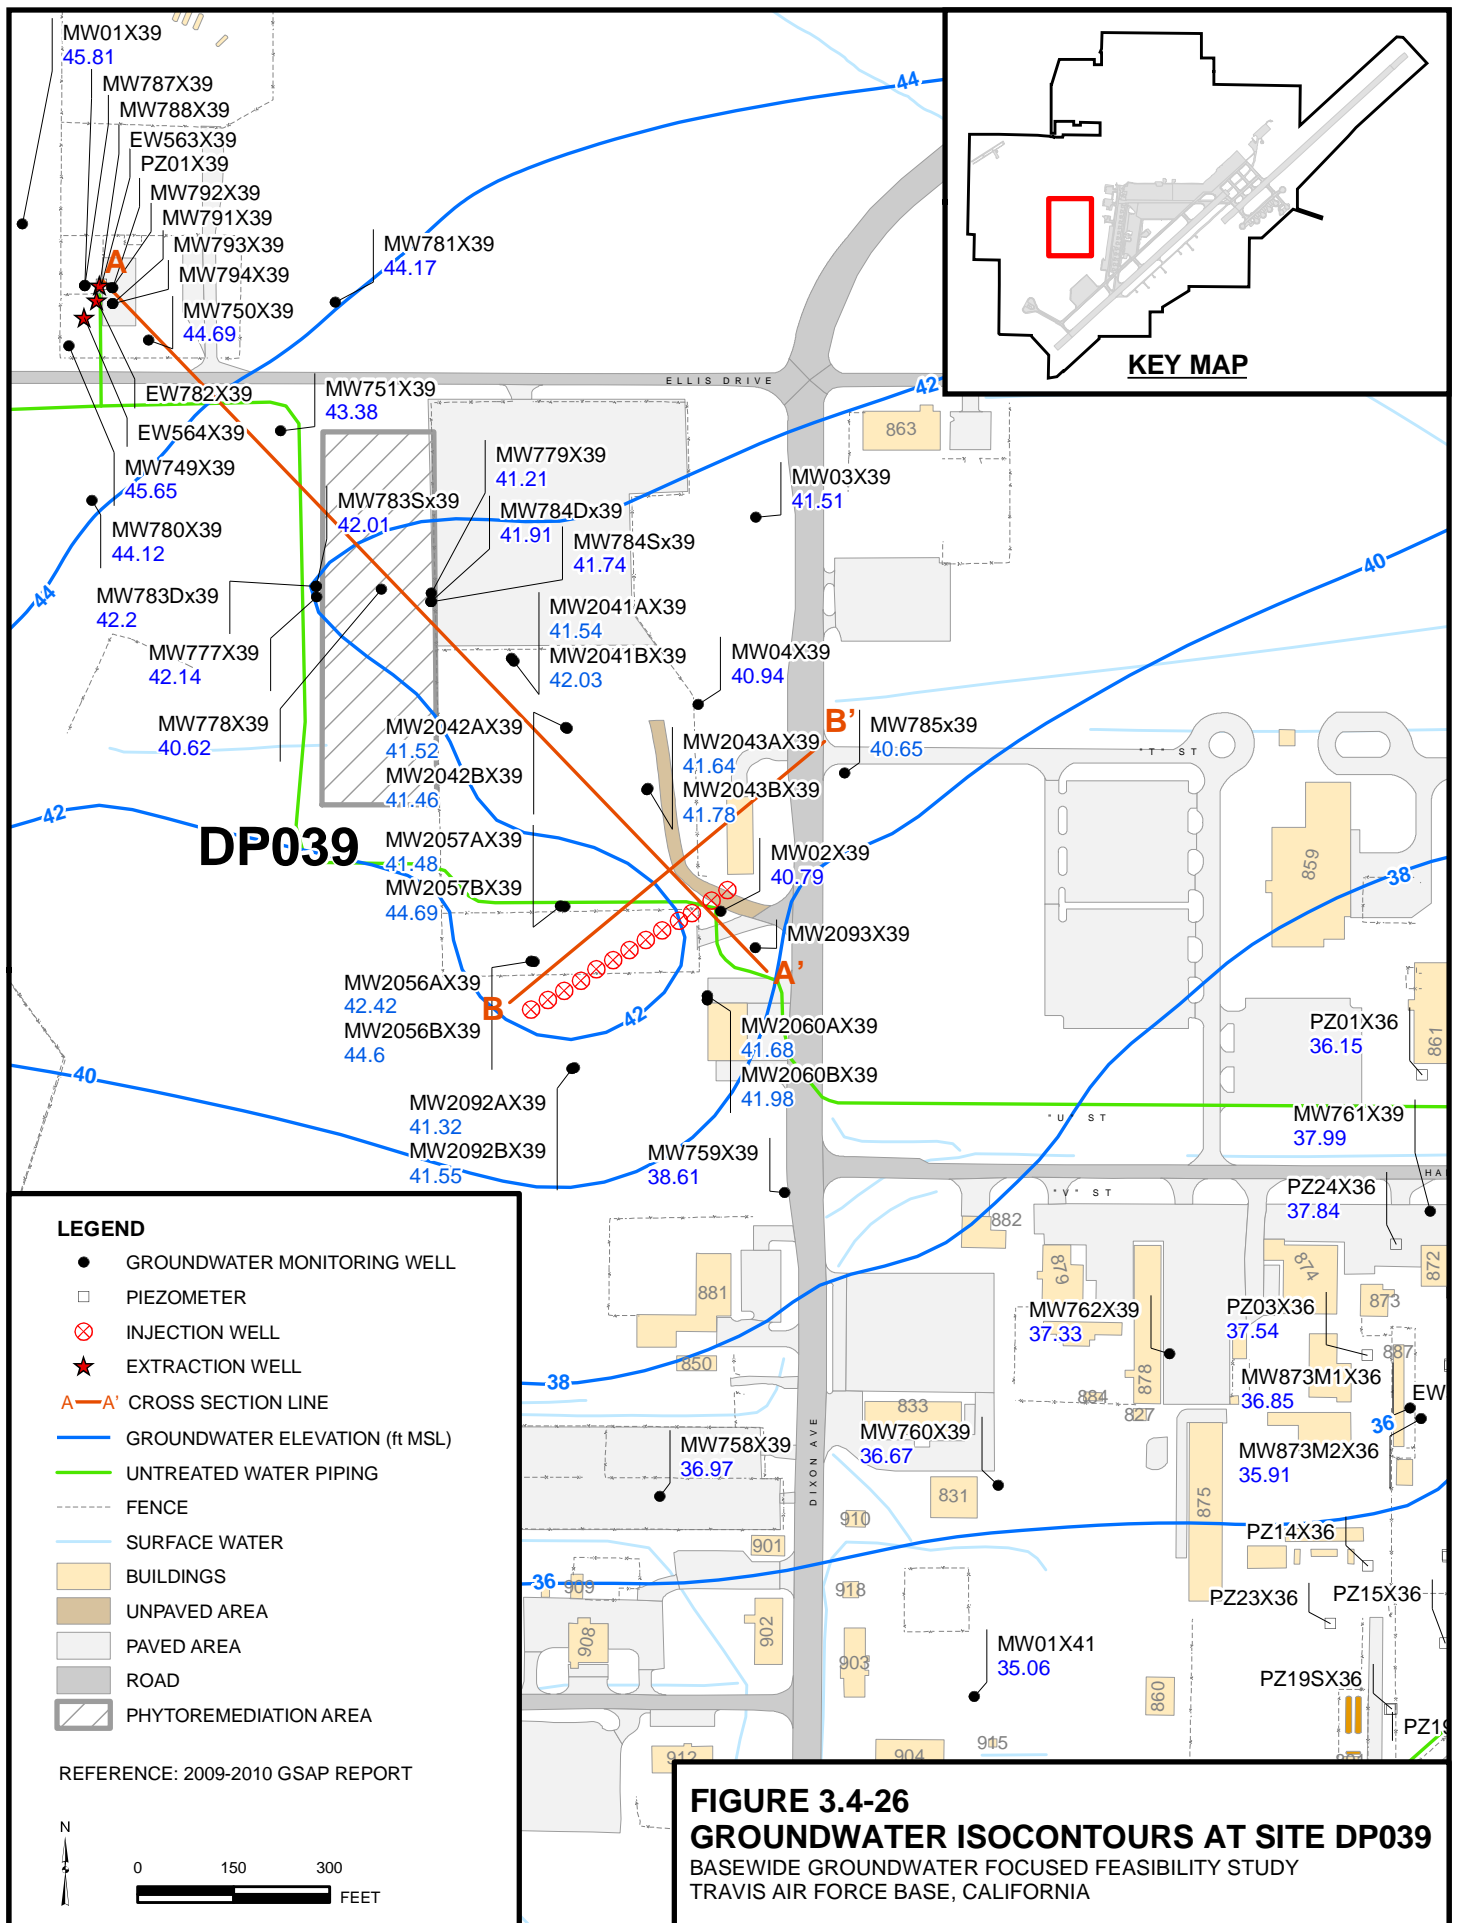 MW01X39
45.81
MW787X39
MW788X39
EW563X39
PZ01X39
MW792X39
MW791X39
MW793X39
MW794X39
MW750X39
44.69
A
MW781X39
44.17
44
KEY MAP
ELLIS DRIVE
42
EW782X39
EW564X39
MW749X39
45.65
MW780X39
44.12
44
MW751X39
43.38
863
MW779X39
41.21
MW783Sx39
42.01
MW784Dx39
41.91
MW784Sx39
41.74
MW03X39
41.51
40
MW783Dx39
42.2
MW777X39
42.14
MW778X39
40.62
MW2041AX39
41.54
MW2041BX39
42.03
MW04X39
40.94
B'
MW785x39
40.65
"T" ST
MW2042AX39
41.52
MW2042BX39
41.46
MW2043AX39
41.64
MW2043BX39
41.78
42
DP039
MW2057AX39
41.48
MW2057BX39
44.69
MW02X39
40.79
859
38
MW2093X39
A'
MW2056AX39
42.42
MW2056BX39
44.6
B
42
MW2060AX39
41.68
MW2060BX39
41.98
PZ01X36
36.15
861
40
MW2092AX39
41.32
MW2092BX39
41.55
"U" ST
MW761X39
37.99
MW759X39
38.61
HA
"V" ST
PZ24X36
37.84
882
881
879
874
872
873
MW762X39
37.33
PZ03X36
37.54
887
850
38
884
878
827
MW873M1X36
36.85
EW
36
833
MW760X39
36.67
MW758X39
36.97
DIXON AVE
MW873M2X36
35.91
831
875
910
901
PZ14X36
36
909
918
PZ23X36
PZ15X36
908
902
903
MW01X41
35.06
860
PZ19SX36
PZ19
912
904
915
LEGEND
GROUNDWATER MONITORING WELL
PIEZOMETER
INJECTION WELL
EXTRACTION WELL
A A' CROSS SECTION LINE
GROUNDWATER ELEVATION (ft MSL)
UNTREATED WATER PIPING
FENCE
SURFACE WATER
BUILDINGS
UNPAVED AREA
PAVED AREA
ROAD
PHYTOREMEDIATION AREA
REFERENCE: 2009-2010 GSAP REPORT
N
0 150 300
FEET
FIGURE 3.4-26
GROUNDWATER ISOCONTOURS AT SITE DP039
BASEWIDE GROUNDWATER FOCUSED FEASIBILITY STUDY
TRAVIS AIR FORCE BASE, CALIFORNIA